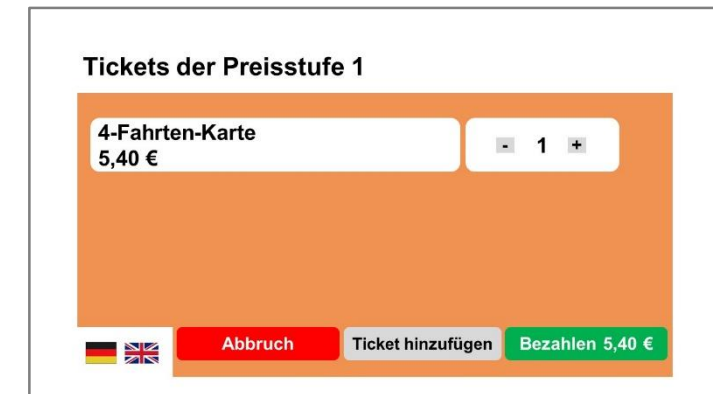 Tickets der Preisstufe 1
4-Fahrten-Karte
5,40 €
- 1 +
Abbruch
Ticket hinzufügen
Bezahlen 5,40 €